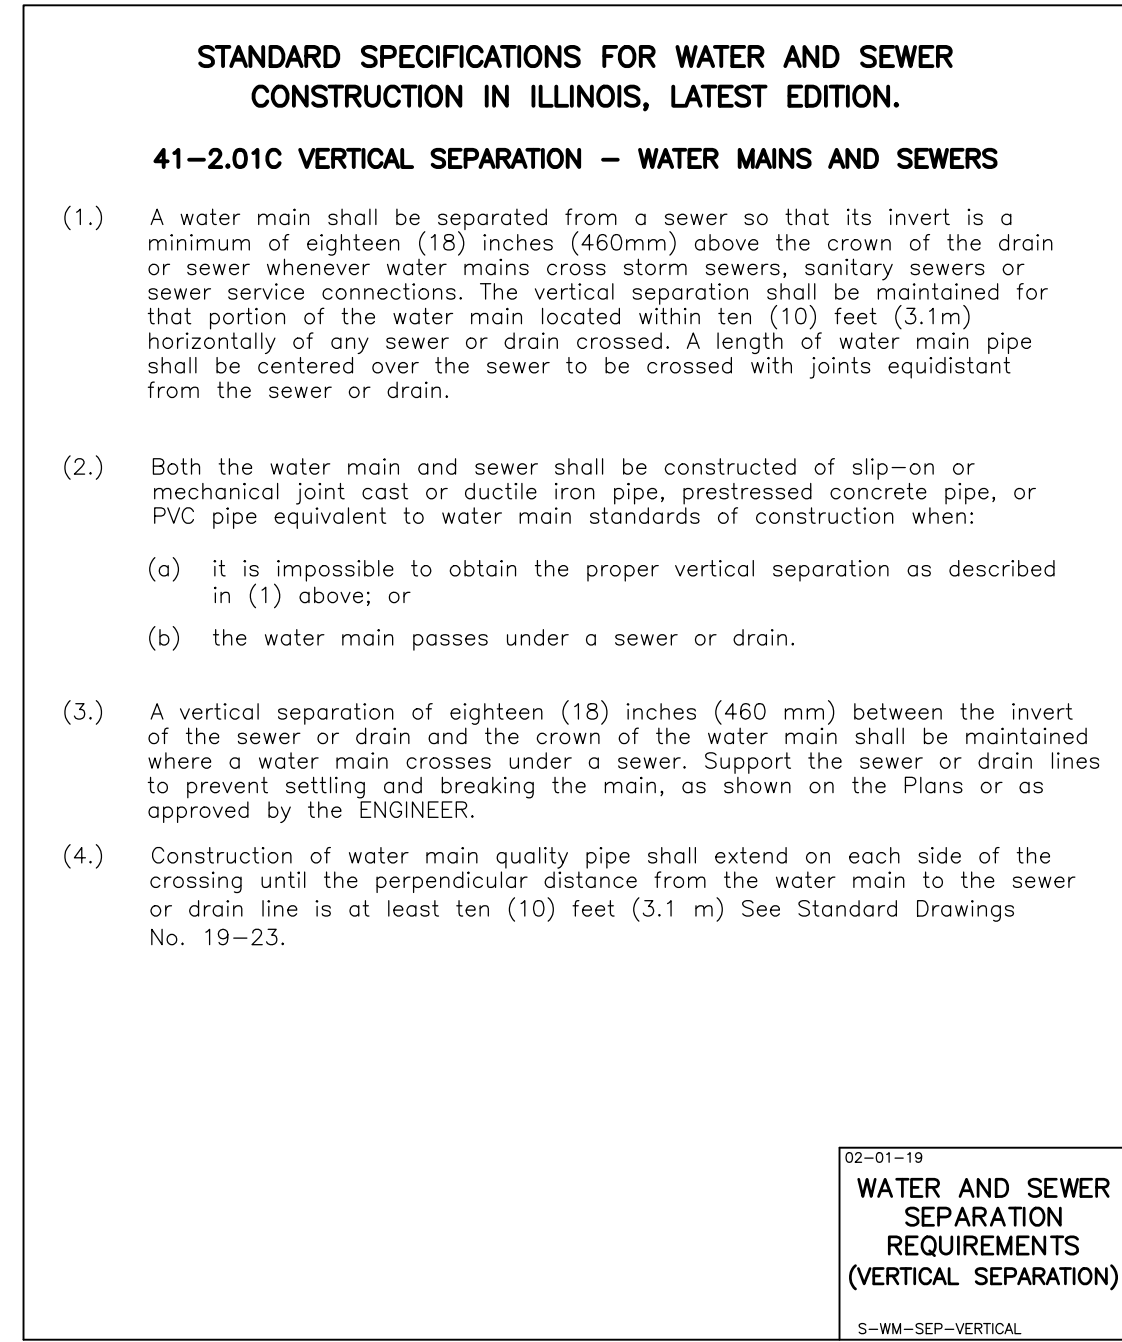 STANDARD SPECIFICATIONS FOR WATER AND SEWER
CONSTRUCTION IN ILLINOIS, LATEST EDITION.
41-2.01C VERTICAL SEPARATION – WATER MAINS AND SEWERS
(1.) A water main shall be separated from a sewer so that its invert is a
minimum of eighteen (18) inches (460mm) above the crown of the drain
or sewer whenever water mains cross storm sewers, sanitary sewers or
sewer service connections. The vertical separation shall be maintained for
that portion of the water main located within ten (10) feet (3.1m)
horizontally of any sewer or drain crossed. A length of water main pipe
shall be centered over the sewer to be crossed with joints equidistant
from the sewer or drain.
(2.) Both the water main and sewer shall be constructed of slip-on or
mechanical joint cast or ductile iron pipe, prestressed concrete pipe, or
PVC pipe equivalent to water main standards of construction when:
(a) it is impossible to obtain the proper vertical separation as described
in (1) above; or
(b) the water main passes under a sewer or drain.
(3.) A vertical separation of eighteen (18) inches (460 mm) between the invert
of the sewer or drain and the crown of the water main shall be maintained
where a water main crosses under a sewer. Support the sewer or drain lines
to prevent settling and breaking the main, as shown on the Plans or as
approved by the ENGINEER.
(4.) Construction of water main quality pipe shall extend on each side of the
crossing until the perpendicular distance from the water main to the sewer
or drain line is at least ten (10) feet (3.1 m) See Standard Drawings
No. 19-23.
02-01-19
WATER AND SEWER
SEPARATION
REQUIREMENTS
(VERTICAL SEPARATION)
S-WM-SEP-VERTICAL